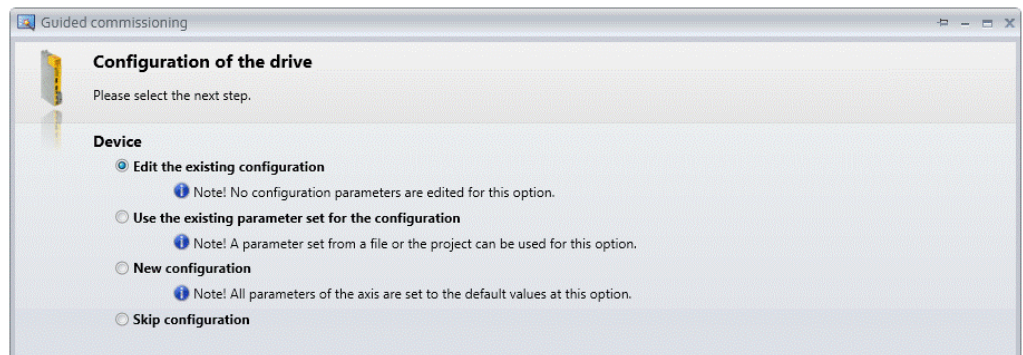 Guided commissioning
Configuration of the drive
Please select the next step.
Device
Edit the existing configuration
Note! No configuration parameters are edited for this option.
Use the existing parameter set for the configuration
Note! A parameter set from a file or the project can be used for this option.
New configuration
Note! All parameters of the axis are set to the default values at this option.
Skip configuration